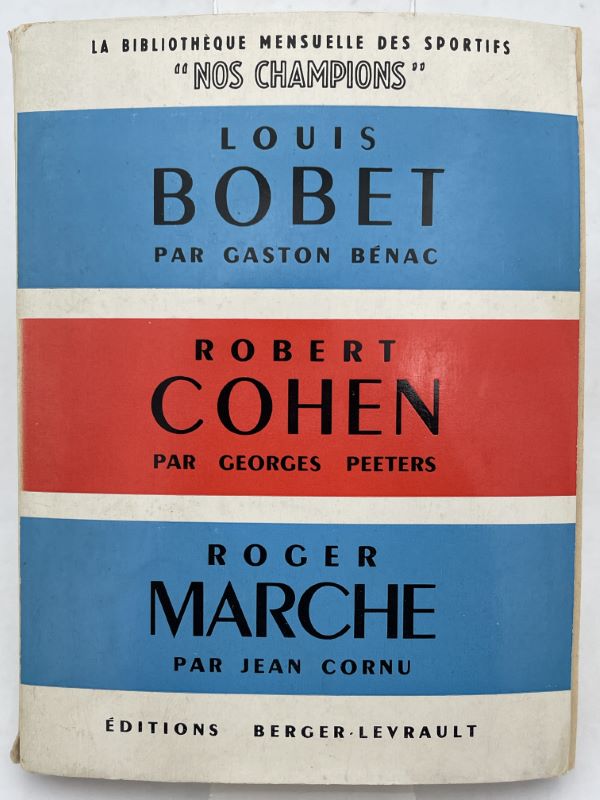 LA BIBLIOTHÈQUE MENSUELLE DES SPORTIFS
"NOS CHAMPIONS"
LOUIS
BOBET
PAR GASTON BÉNAC
ROBERT
COHEN
PAR GEORGES PEETERS
ROGER
MARCHE
PAR JEAN CORNU
ÉDITIONS BERGER-LEVRAULT